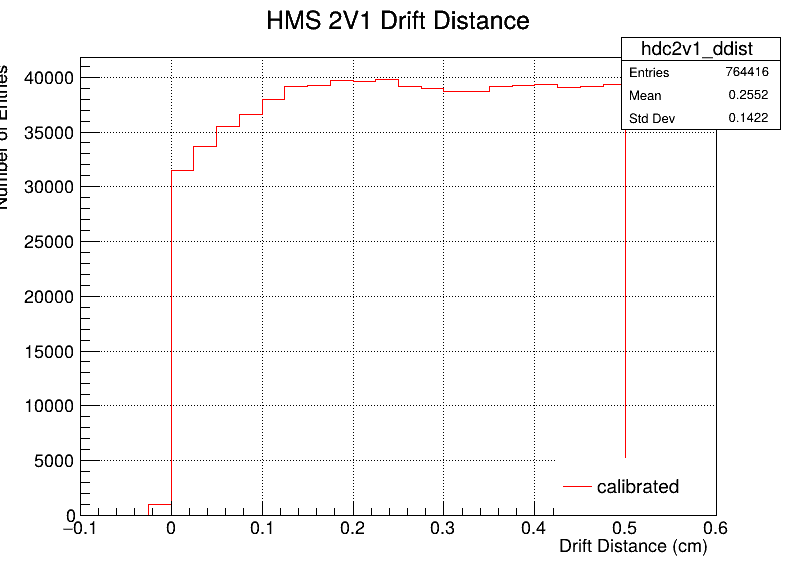 HMS 2V1 Drift Distance
hdc2v1_ddist
Entries 764416
Mean 0.2552
Std Dev 0.1422
Number of Entries
40000
35000
30000
25000
20000
15000
10000
5000
0
−0.1 0 0.1 0.2 0.3 0.4 0.5 0.6
Drift Distance (cm)
calibrated